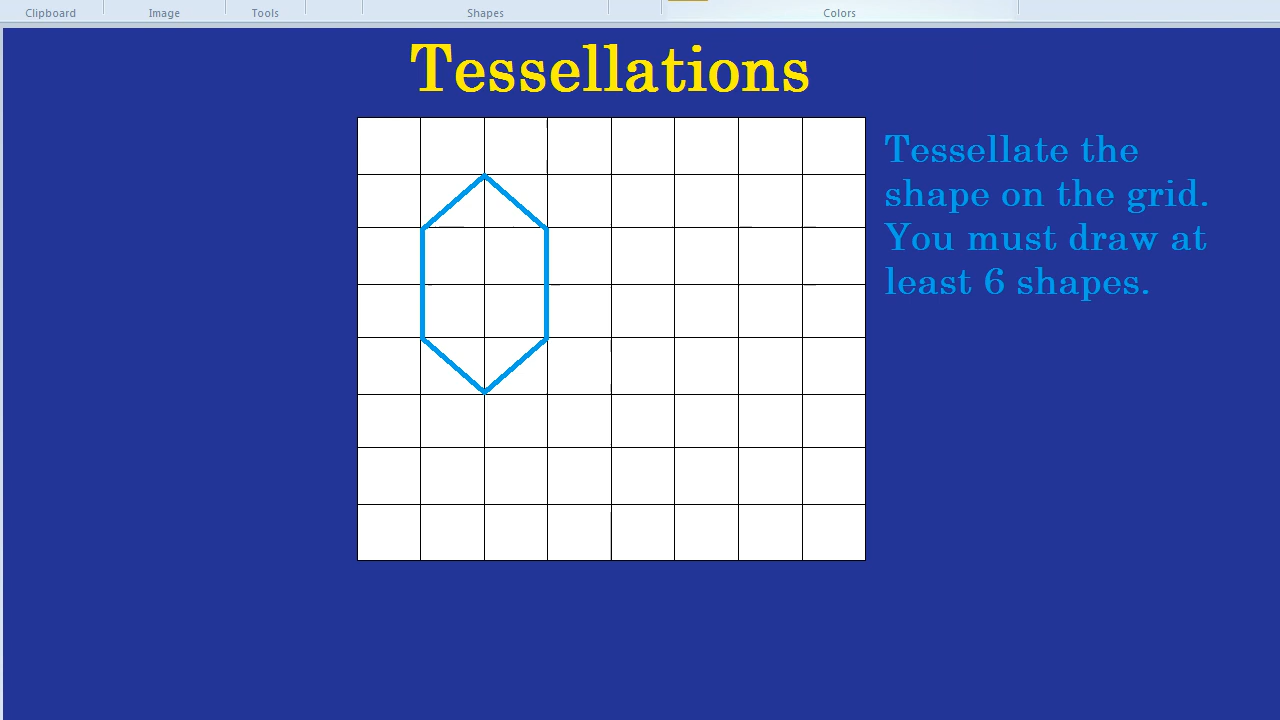 Clipboard Image Tools Shapes Colors
Tessellations
Tessellate the
shape on the grid.
You must draw at
least 6 shapes.